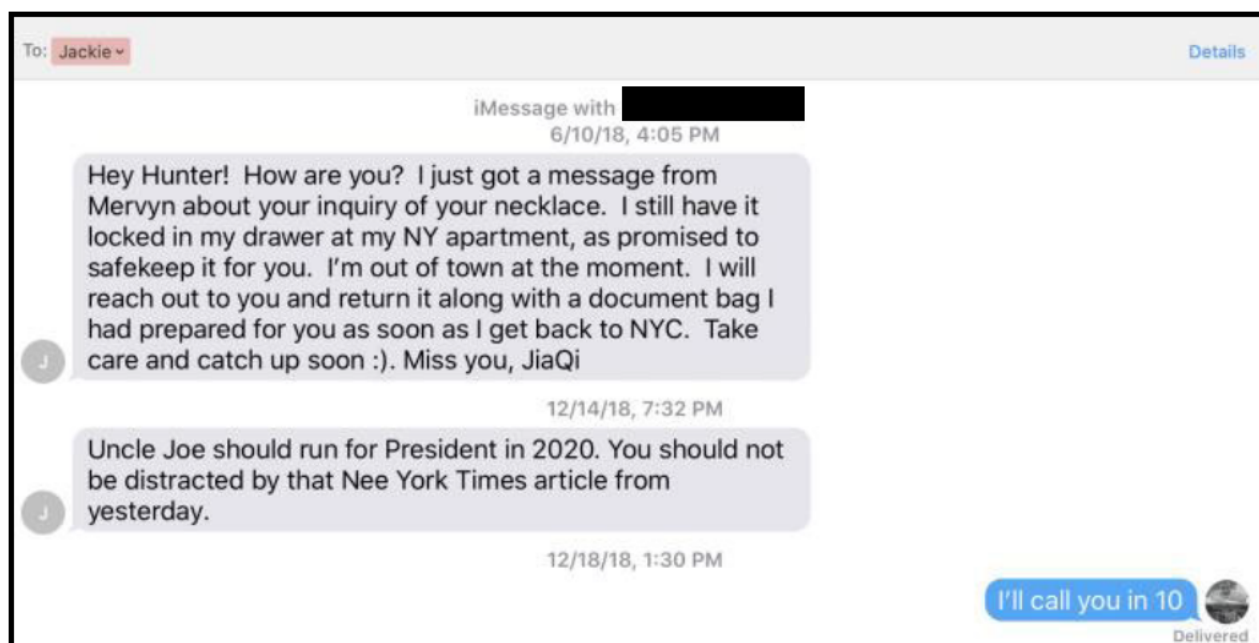 To: Jackie
Details
iMessage with
6/10/18, 4:05 PM
Hey Hunter!  How are you?  I just got a message from
Mervyn about your inquiry of your necklace.  I still have it
locked in my drawer at my NY apartment, as promised to
safekeep it for you.  I'm out of town at the moment.  I will
reach out to you and return it along with a document bag I
had prepared for you as soon as I get back to NYC.  Take
care and catch up soon :). Miss you, JiaQi
J
12/14/18, 7:32 PM
Uncle Joe should run for President in 2020. You should not
be distracted by that Nee York Times article from
yesterday.
J
12/18/18, 1:30 PM
I'll call you in 10
Delivered